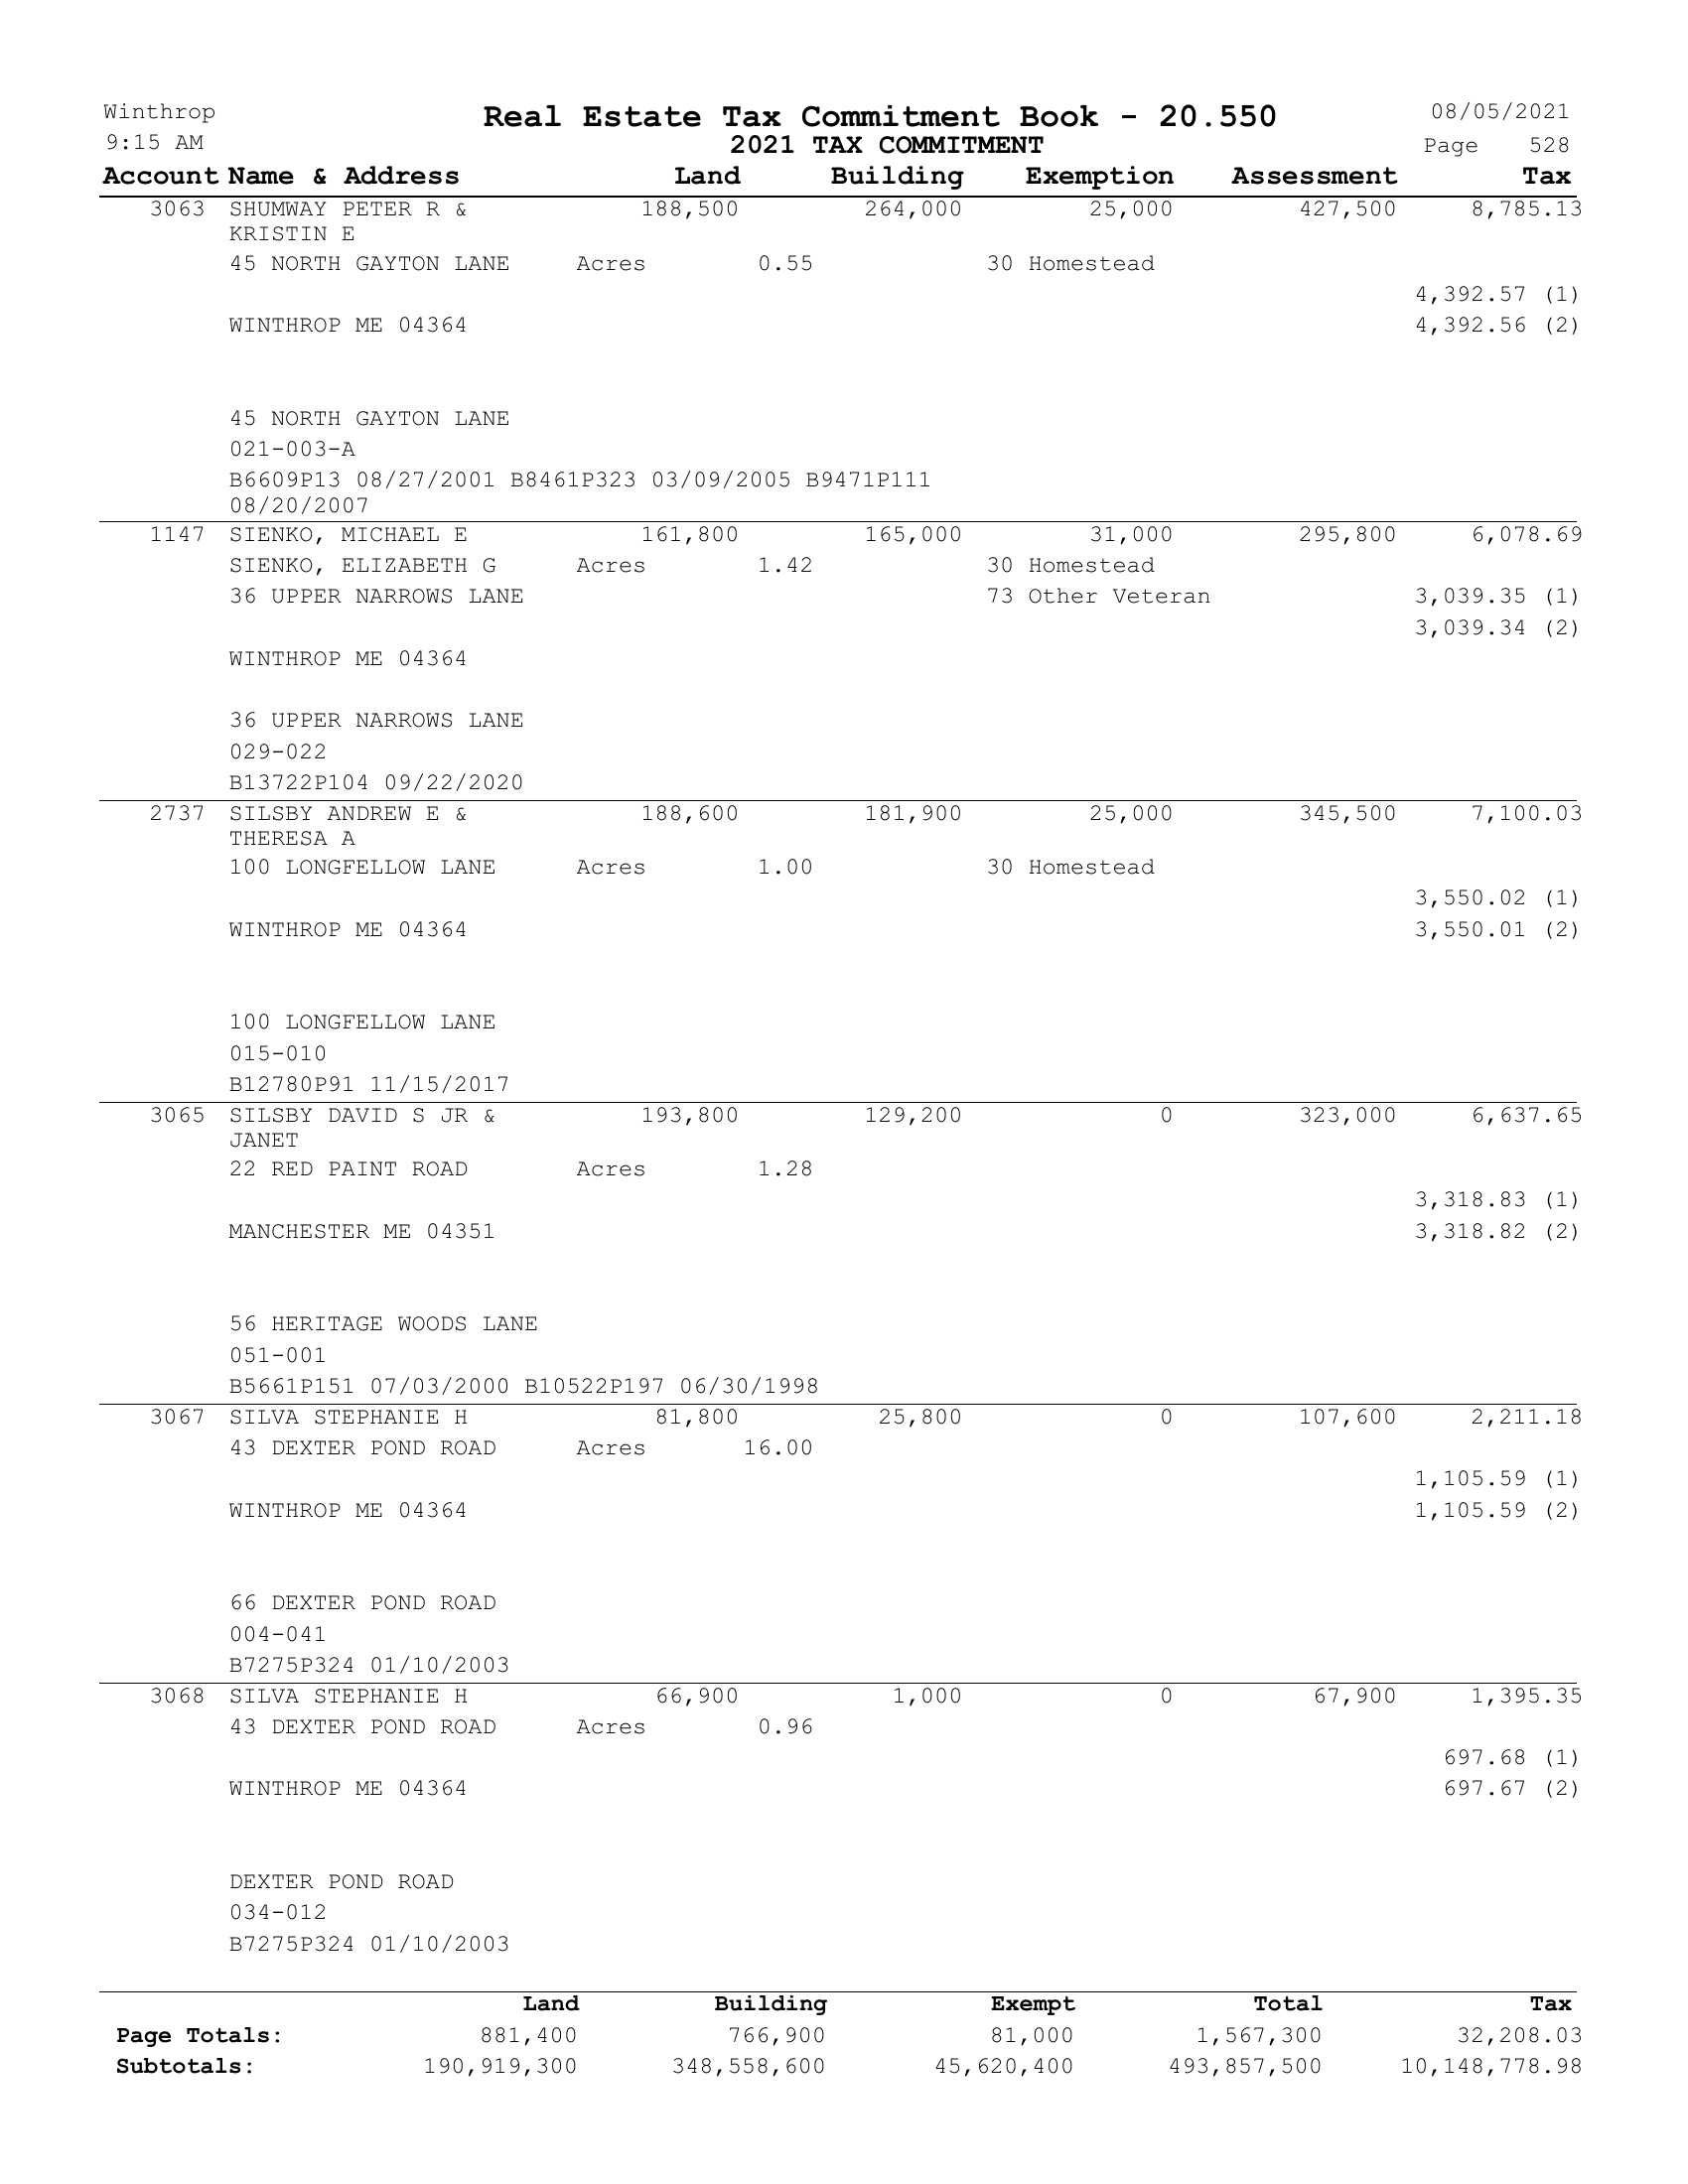 Winthrop Real Estate Tax Commitment Book - 20.550 08/05/2021
9:15 AM 2021 TAX COMMITMENT Page 528
Account Name & Address Land Building Exemption Assessment Tax
3063 SHUMWAY PETER R & 188,500 264,000 25,000 427,500 8,785.13
KRISTIN E
45 NORTH GAYTON LANE Acres 0.55 30 Homestead
4,392.57 (1)
WINTHROP ME 04364 4,392.56 (2)
45 NORTH GAYTON LANE
021-003-A
B6609P13 08/27/2001 B8461P323 03/09/2005 B9471P111
08/20/2007
1147 SIENKO, MICHAEL E 161,800 165,000 31,000 295,800 6,078.69
SIENKO, ELIZABETH G Acres 1.42 30 Homestead
36 UPPER NARROWS LANE 73 Other Veteran 3,039.35 (1)
3,039.34 (2)
WINTHROP ME 04364
36 UPPER NARROWS LANE
029-022
B13722P104 09/22/2020
2737 SILSBY ANDREW E & 188,600 181,900 25,000 345,500 7,100.03
THERESA A
100 LONGFELLOW LANE Acres 1.00 30 Homestead
3,550.02 (1)
WINTHROP ME 04364 3,550.01 (2)
100 LONGFELLOW LANE
015-010
B12780P91 11/15/2017
3065 SILSBY DAVID S JR & 193,800 129,200 0 323,000 6,637.65
JANET
22 RED PAINT ROAD Acres 1.28
3,318.83 (1)
MANCHESTER ME 04351 3,318.82 (2)
56 HERITAGE WOODS LANE
051-001
B5661P151 07/03/2000 B10522P197 06/30/1998
3067 SILVA STEPHANIE H 81,800 25,800 0 107,600 2,211.18
43 DEXTER POND ROAD Acres 16.00
1,105.59 (1)
WINTHROP ME 04364 1,105.59 (2)
66 DEXTER POND ROAD
004-041
B7275P324 01/10/2003
3068 SILVA STEPHANIE H 66,900 1,000 0 67,900 1,395.35
43 DEXTER POND ROAD Acres 0.96
697.68 (1)
WINTHROP ME 04364 697.67 (2)
DEXTER POND ROAD
034-012
B7275P324 01/10/2003
Land Building Exempt Total Tax
Page Totals: 881,400 766,900 81,000 1,567,300 32,208.03
Subtotals: 190,919,300 348,558,600 45,620,400 493,857,500 10,148,778.98